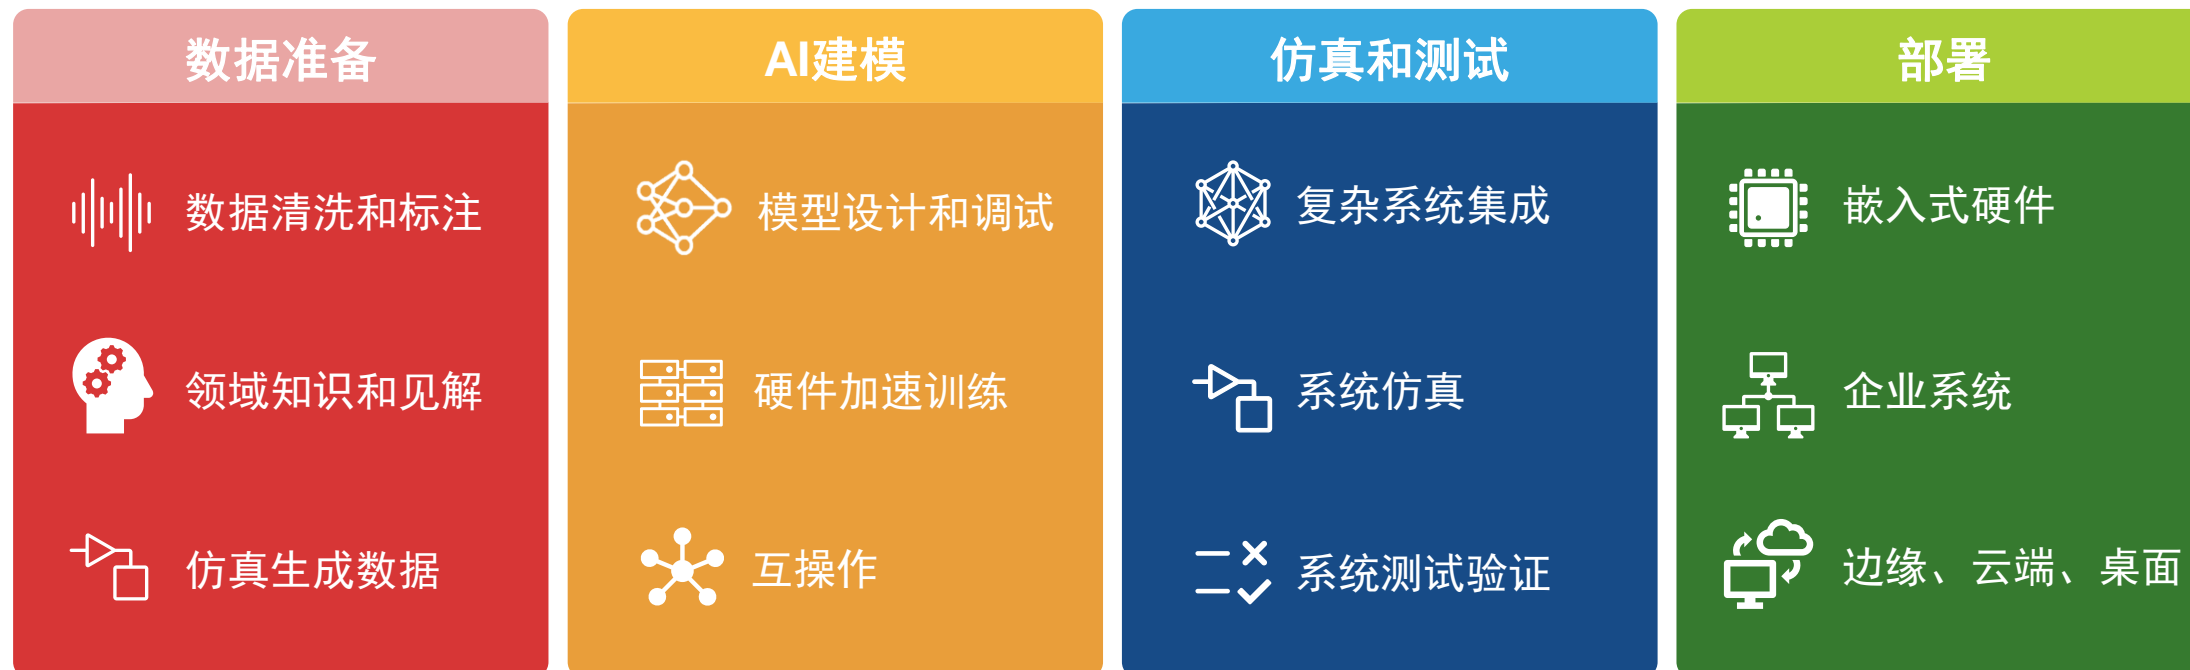 数据准备
数据清洗和标注
领域知识和见解
仿真生成数据
AI建模
模型设计和调试
硬件加速训练
互操作
仿真和测试
复杂系统集成
系统仿真
系统测试验证
部署
嵌入式硬件
企业系统
边缘、云端、桌面